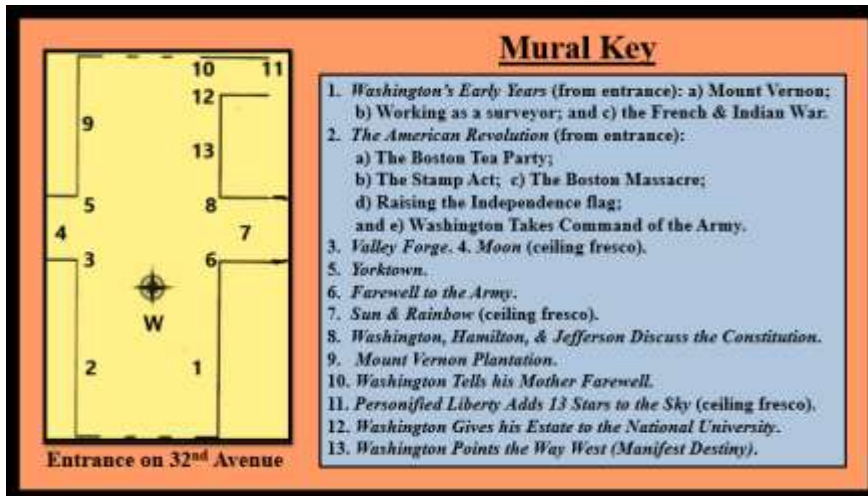 Mural Key
10 11
12
9
13
5 8
4 7
3 6
W
2 1
Entrance on 32nd Avenue
1. Washington's Early Years (from entrance): a) Mount Vernon;
b) Working as a surveyor; and c) the French & Indian War.
2. The American Revolution (from entrance):
a) The Boston Tea Party;
b) The Stamp Act; c) The Boston Massacre;
d) Raising the Independence flag;
and e) Washington Takes Command of the Army.
3. Valley Forge. 4. Moon (ceiling fresco).
5. Yorktown.
6. Farewell to the Army.
7. Sun & Rainbow (ceiling fresco).
8. Washington, Hamilton, & Jefferson Discuss the Constitution.
9. Mount Vernon Plantation.
10. Washington Tells his Mother Farewell.
11. Personified Liberty Adds 13 Stars to the Sky (ceiling fresco).
12. Washington Gives his Estate to the National University.
13. Washington Points the Way West (Manifest Destiny).